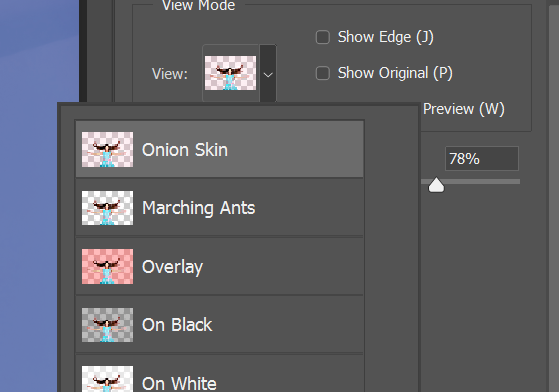 View Mode
Show Edge (J)
View:
Show Original (P)
Preview (W)
78%
Onion Skin
Marching Ants
Overlay
On Black
On White